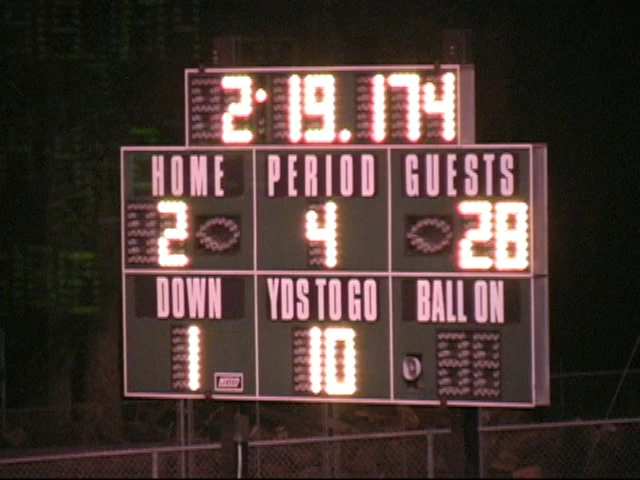 2:19.174
HOME PERIOD GUESTS
2 4 28
DOWN YDS TO GO BALL ON
1 10